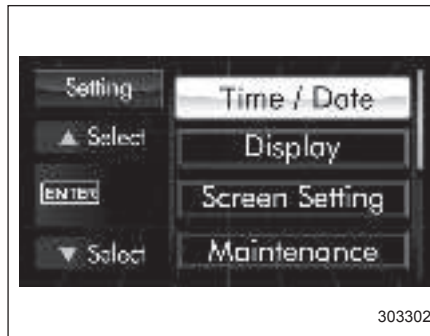 Setting
Time / Date
▲ Select
Display
ENTER
Screen Setting
▼ Select
Maintenance
303302